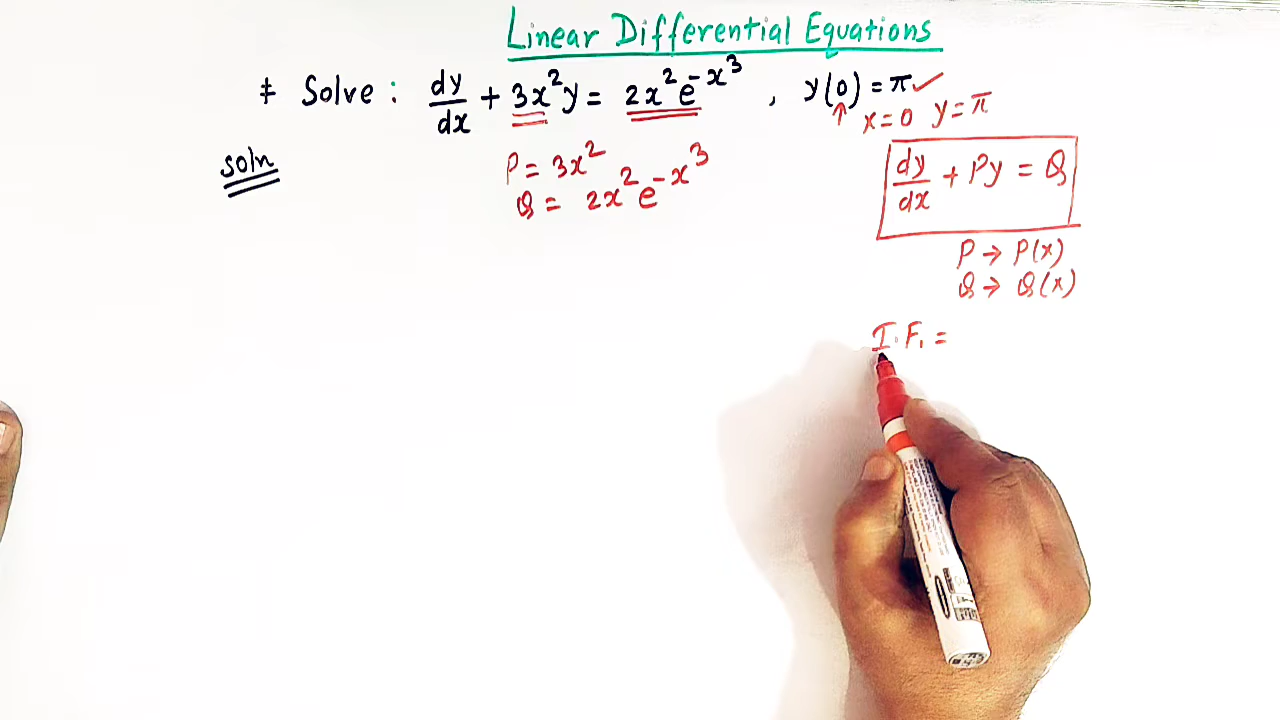 Linear Differential Equations
‡ Solve : dy/dx + 3x²y = 2x²e^-x³ , y(0) = π ✓
↑ x=0 y=π
soln
P = 3x²
Q = 2x²e^-x³
dy/dx + Py = Q
P → P(x)
Q → Q(x)
I.F. =